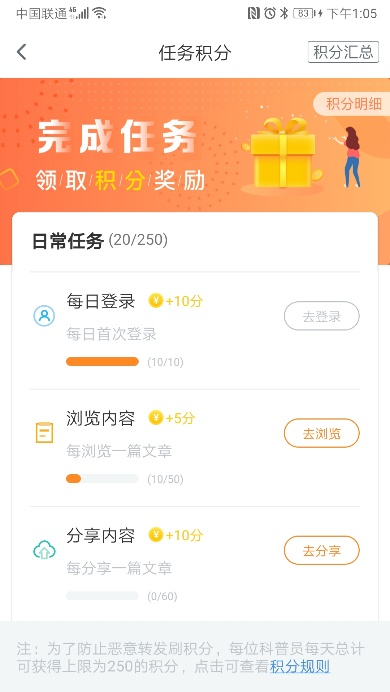 中国联通 4G 83 下午1:05
任务积分 积分汇总
积分明细
完成任务
领/取/积/分/奖/励
日常任务 (20/250)
每日登录 ¥ +10分
去登录
每日首次登录
(10/10)
浏览内容 ¥ +5分
去浏览
每浏览一篇文章
(10/50)
分享内容 ¥ +10分
去分享
每分享一篇文章
(0/60)
注：为了防止恶意转发刷积分，每位科普员每天总计
可获得上限为250的积分，点击可查看积分规则